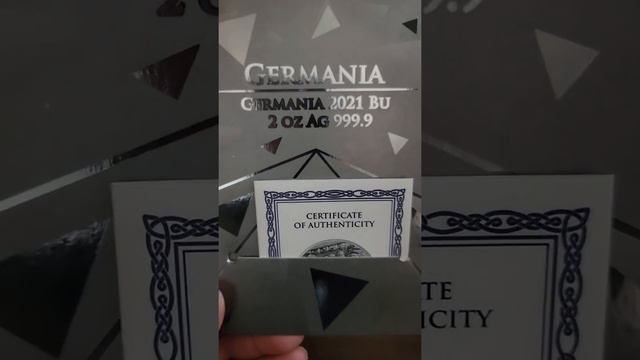 GERMANIA
GERMANIA 2021 BU
2 OZ AG 999.9
CERTIFICATE
OF AUTHENTICITY
TE
ICITY